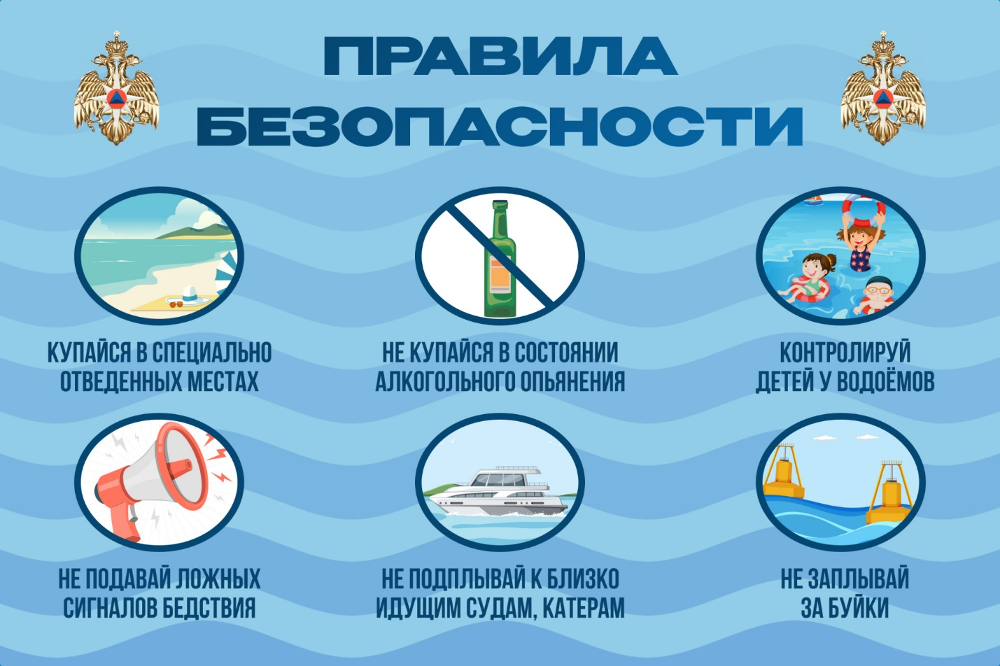 ПРАВИЛА
БЕЗОПАСНОСТИ
КУПАЙСЯ В СПЕЦИАЛЬНО
ОТВЕДЕННЫХ МЕСТАХ
НЕ КУПАЙСЯ В СОСТОЯНИИ
АЛКОГОЛЬНОГО ОПЬЯНЕНИЯ
КОНТРОЛИРУЙ
ДЕТЕЙ У ВОДОЁМОВ
НЕ ПОДАВАЙ ЛОЖНЫХ
СИГНАЛОВ БЕДСТВИЯ
НЕ ПОДПЛЫВАЙ К БЛИЗКО
ИДУЩИМ СУДАМ, КАТЕРАМ
НЕ ЗАПЛЫВАЙ
ЗА БУЙКИ